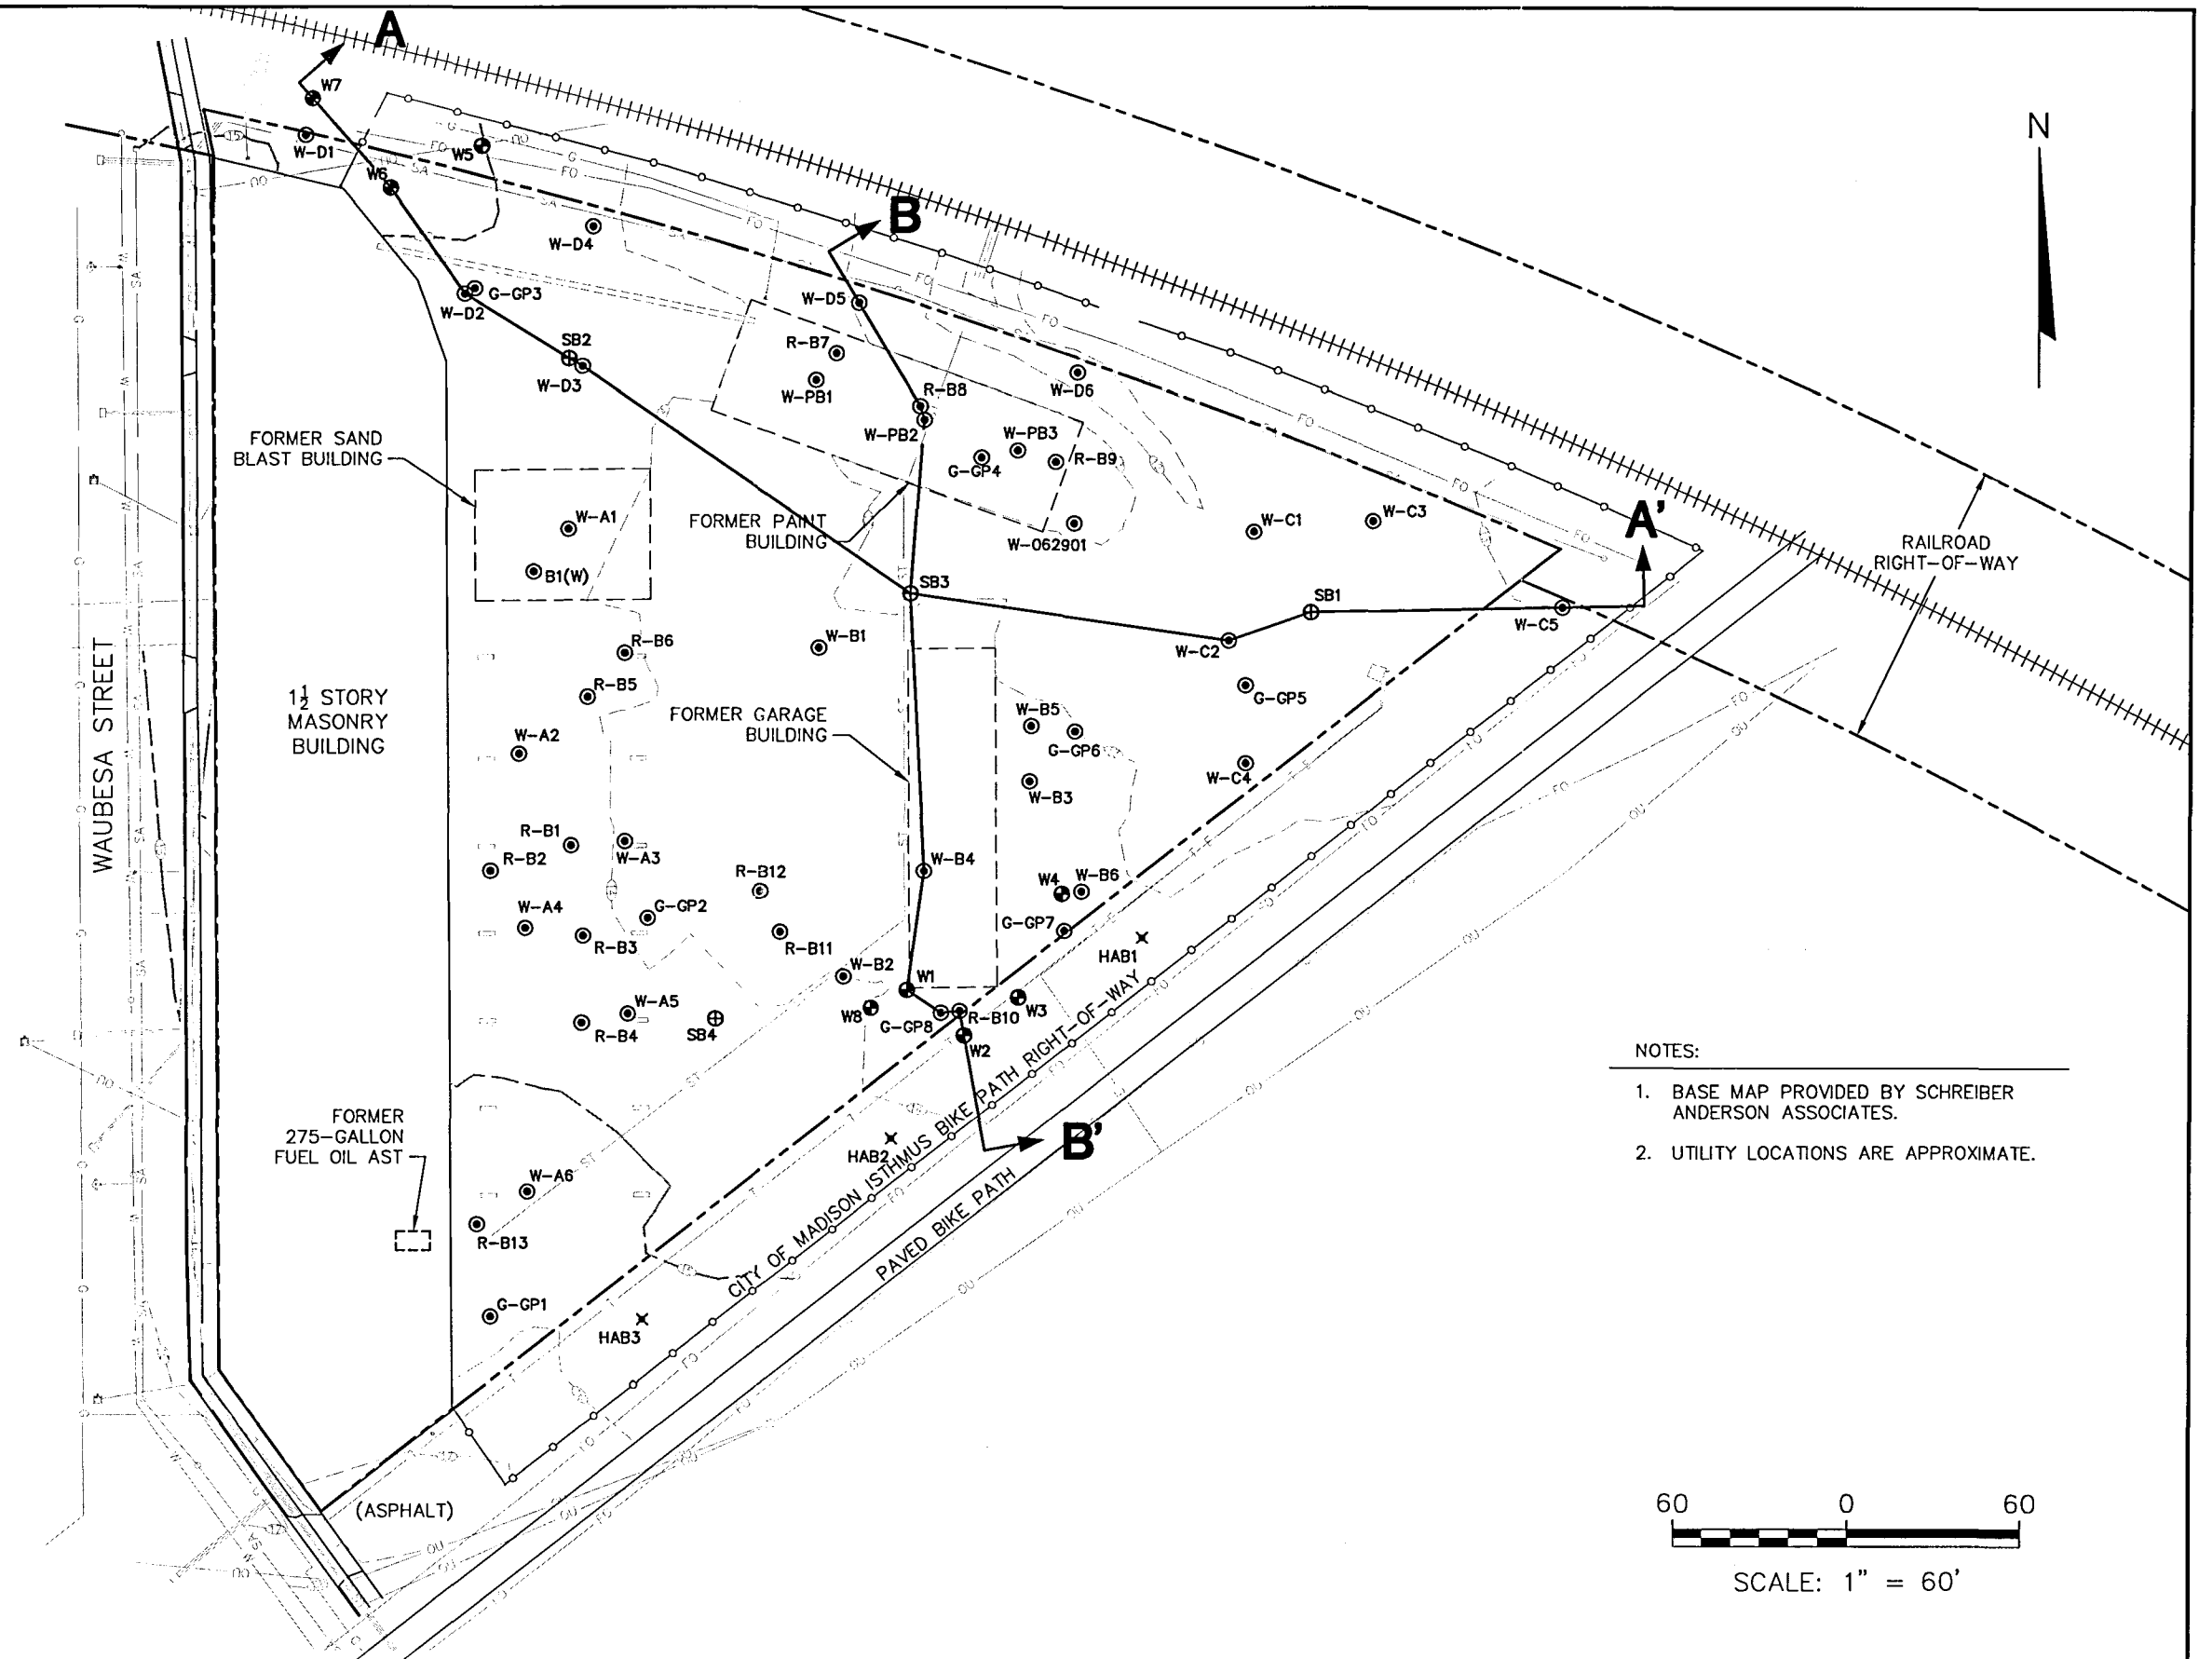 A
N
W7
W-D1
W5
W6
B
W-D4
G-GP3
W-D2
W-D5
SB2
R-B7
W-D3
W-PB1
W-D6
R-B8
W-PB2
W-PB3
G-GP4
R-B9
FORMER SAND
BLAST BUILDING
W-A1
FORMER PAINT
BUILDING
W-062901
W-C1
W-C3
A'
RAILROAD
RIGHT-OF-WAY
B1(W)
SB3
SB1
W-C5
R-B6
W-B1
W-C2
R-B5
G-GP5
WAUBESA STREET
1½ STORY
MASONRY
BUILDING
FORMER GARAGE
BUILDING
W-B5
G-GP6
W-A2
W-C4
W-B3
R-B1
R-B2
W-A3
R-B12
W-B4
W4
W-B6
W-A4
G-GP2
G-GP7
R-B3
R-B11
HAB1
W-B2
W1
W3
W-A5
W8
G-GP8
R-B10
R-B4
SB4
W2
CITY OF MADISON ISTHMUS BIKE PATH RIGHT-OF-WAY
B'
HAB2
PAVED BIKE PATH
FORMER
275-GALLON
FUEL OIL AST
W-A6
R-B13
G-GP1
HAB3
(ASPHALT)
NOTES:
1. BASE MAP PROVIDED BY SCHREIBER
ANDERSON ASSOCIATES.
2. UTILITY LOCATIONS ARE APPROXIMATE.
60 0 60
SCALE: 1" = 60'